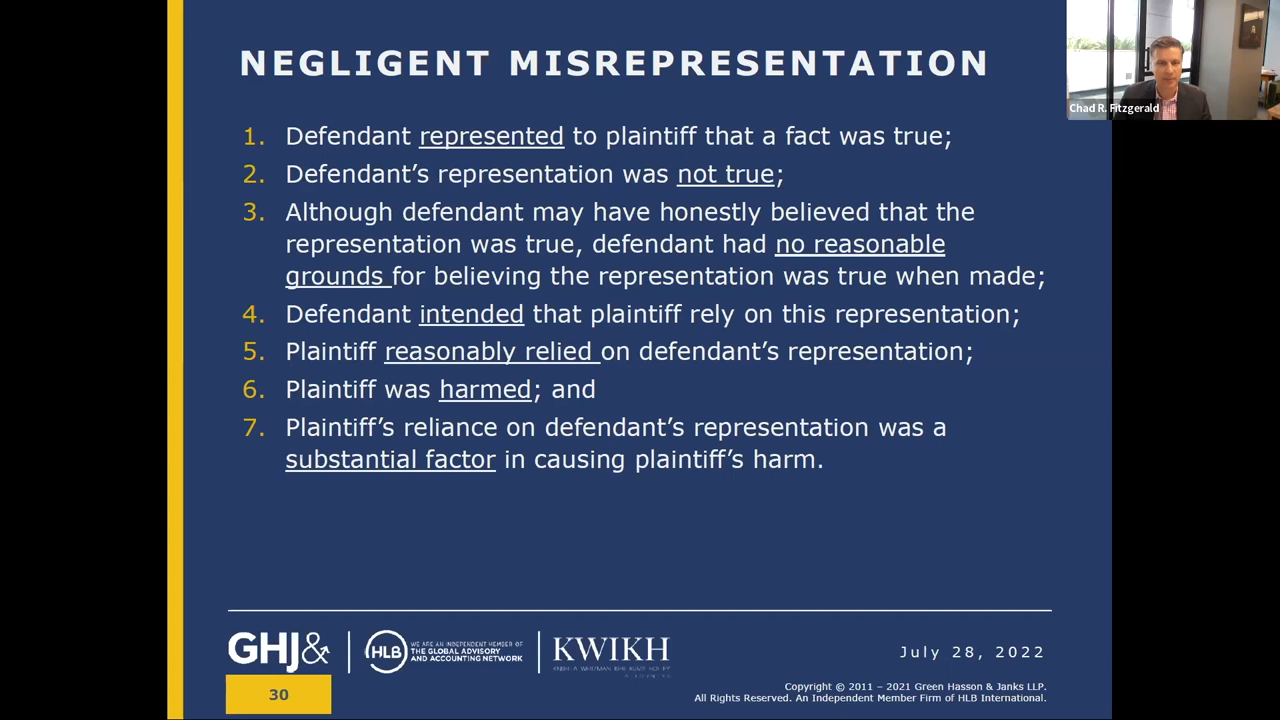 NEGLIGENT MISREPRESENTATION
Chad R. Fitzgerald
1. Defendant represented to plaintiff that a fact was true;
2. Defendant’s representation was not true;
3. Although defendant may have honestly believed that the
representation was true, defendant had no reasonable
grounds for believing the representation was true when made;
4. Defendant intended that plaintiff rely on this representation;
5. Plaintiff reasonably relied on defendant’s representation;
6. Plaintiff was harmed; and
7. Plaintiff’s reliance on defendant’s representation was a
substantial factor in causing plaintiff’s harm.
GHJ&
HLB
WE ARE AN INDEPENDENT MEMBER OF
THE GLOBAL ADVISORY
AND ACCOUNTING NETWORK
KWIKH
July 28, 2022
30
Copyright © 2011 – 2021 Green Hasson & Janks LLP.
All Rights Reserved. An Independent Member Firm of HLB International.